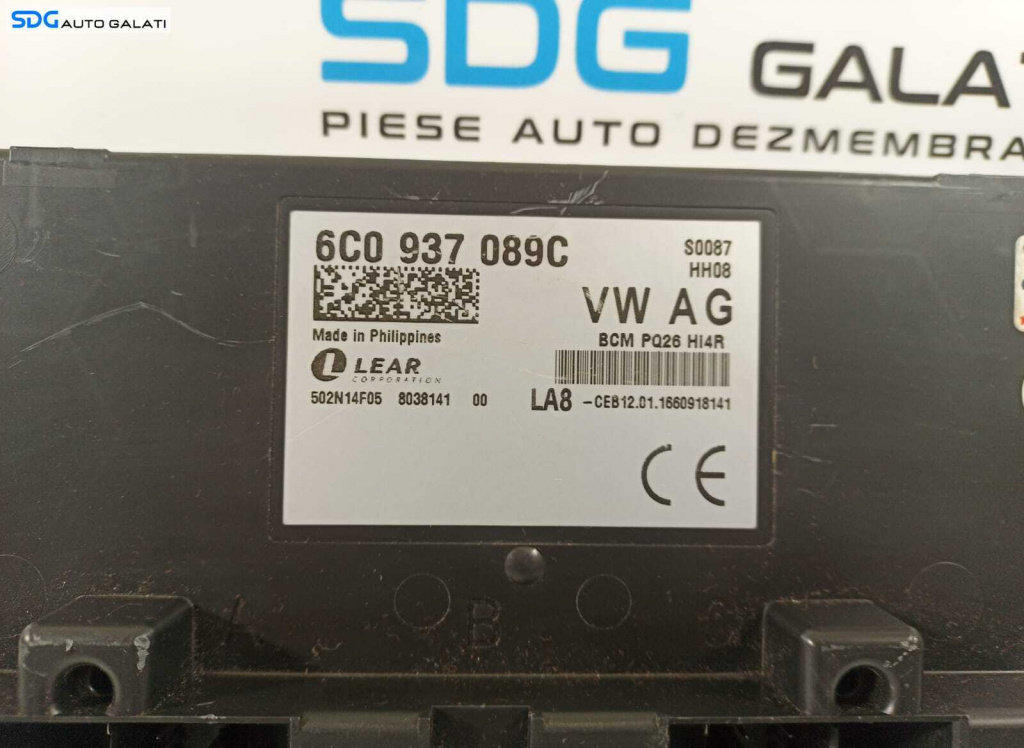 SDG AUTO GALATI
SDG GALAT
PIESE AUTO DEZMEMBRA
6C0 937 089C
S0087
HH08
VW AG
Made in Philippines
BCM PQ26 HI4R
LEAR
CORPORATION
502N14F05 8038141 00
LA8 -CEB12.01.1660918141
CE
B